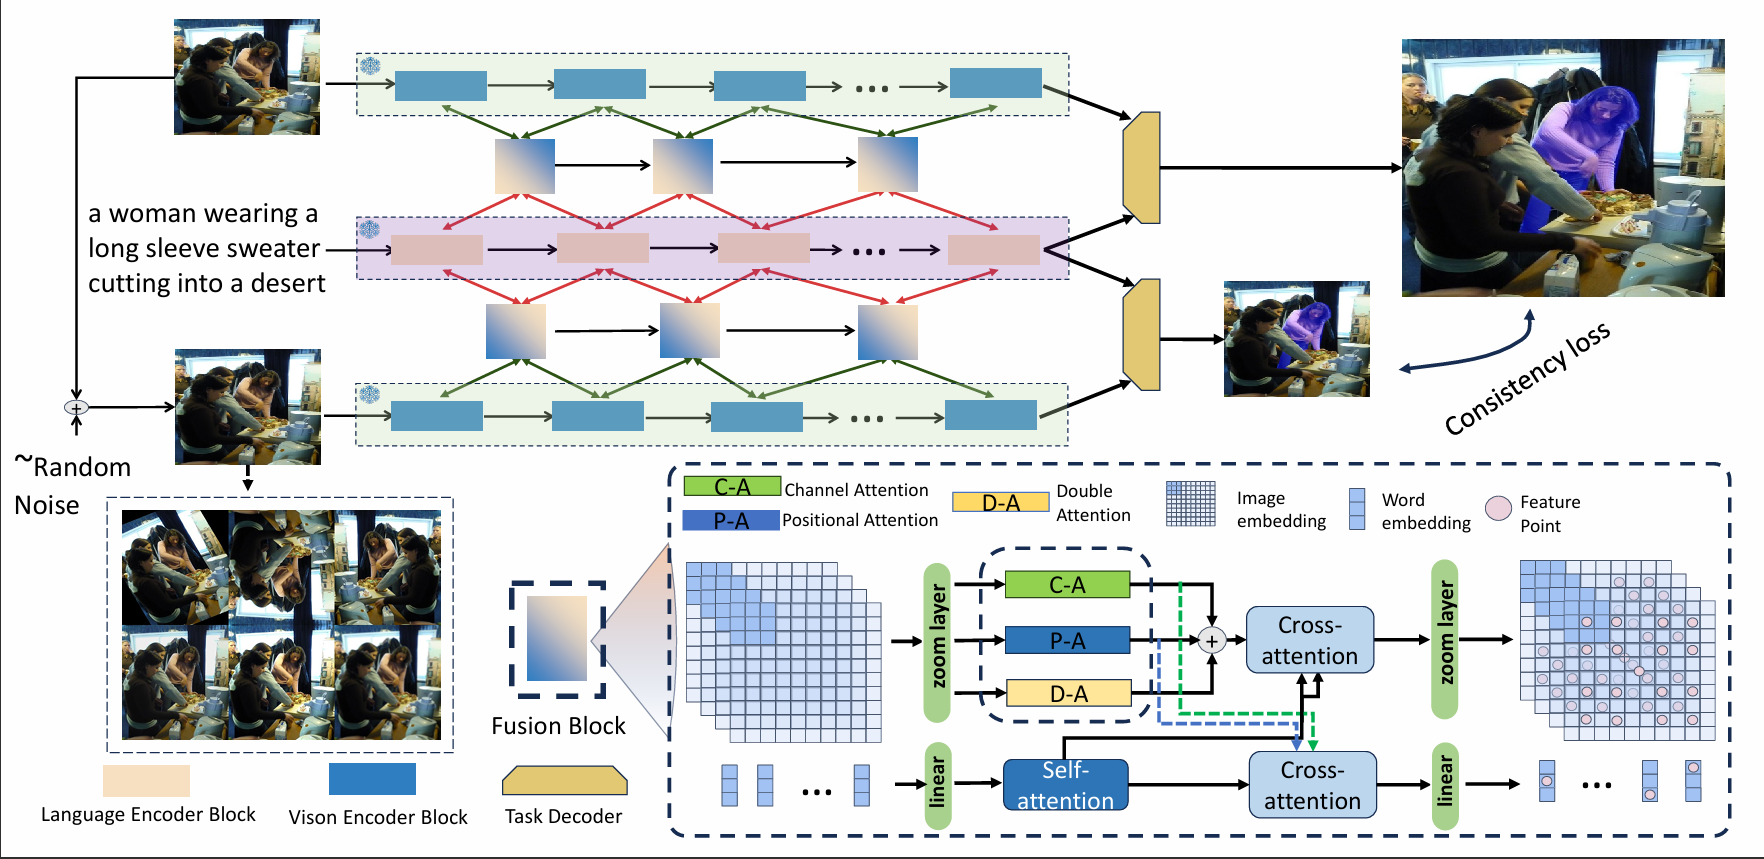 a woman wearing a
long sleeve sweater
cutting into a desert
+
~Random
Noise
Consistency loss
C-A
Channel Attention
P-A
Positional Attention
D-A
Double
Attention
Image
embedding
Word
embedding
Feature
Point
Fusion Block
zoom layer
C-A
P-A
D-A
+
Cross-
attention
zoom layer
linear
Self-
attention
Cross-
attention
linear
Language Encoder Block
Vison Encoder Block
Task Decoder